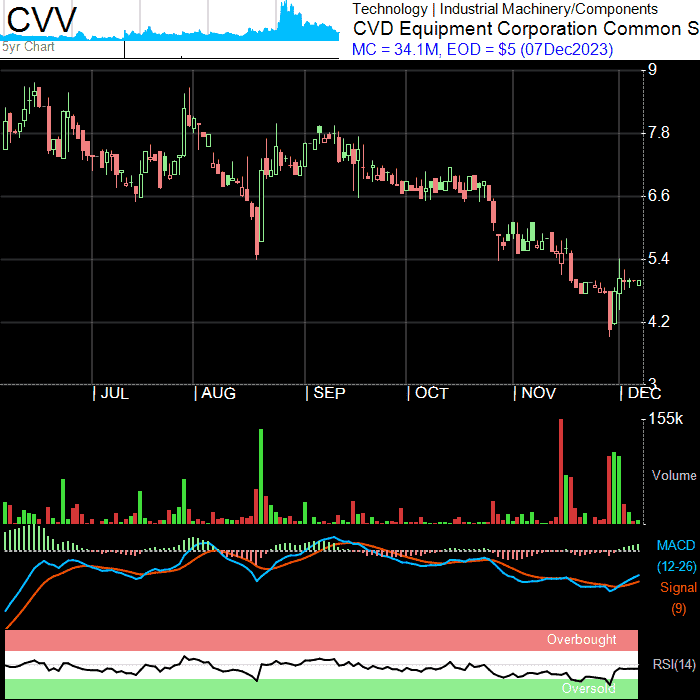 CVV
5yr Chart
Technology | Industrial Machinery/Components
CVD Equipment Corporation Common S
MC = 34.1M, EOD = $5 (07Dec2023)
9
7.8
6.6
5.4
4.2
3
JUL AUG SEP OCT NOV DEC
155k
Volume
MACD
(12-26)
Signal
(9)
Overbought
RSI(14)
Oversold